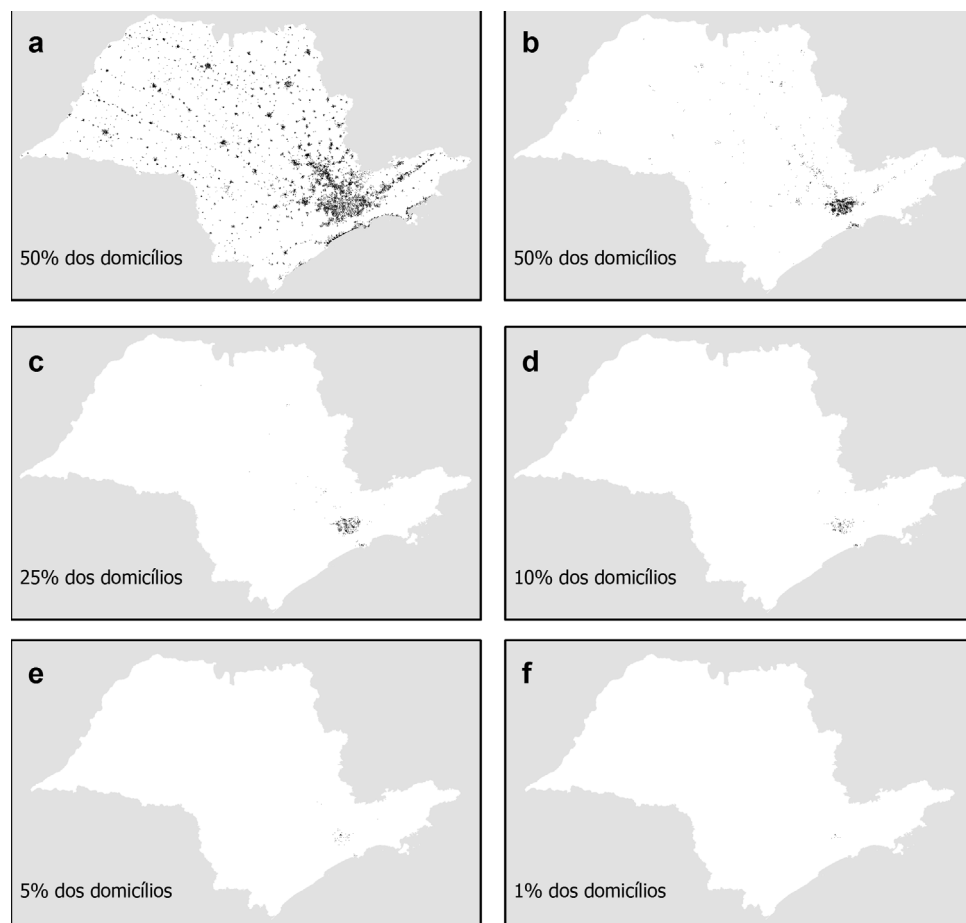 a
50% dos domicílios
b
50% dos domicílios
c
25% dos domicílios
d
10% dos domicílios
e
5% dos domicílios
f
1% dos domicílios